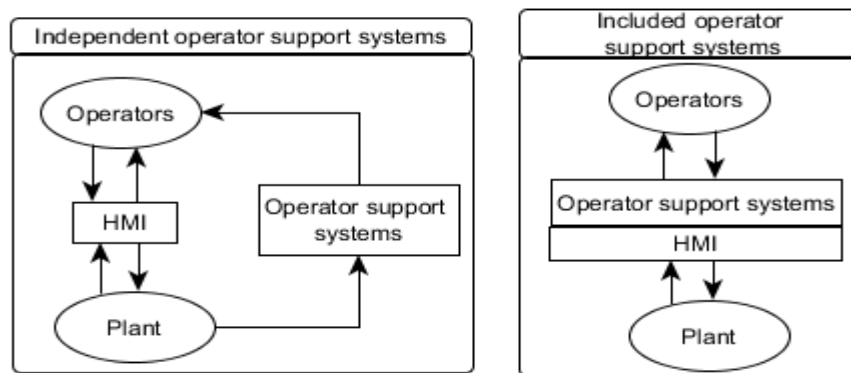 Independent operator support systems
Operators
HMI
Operator support
systems
Plant
Included operator
support systems
Operators
Operator support systems
HMI
Plant